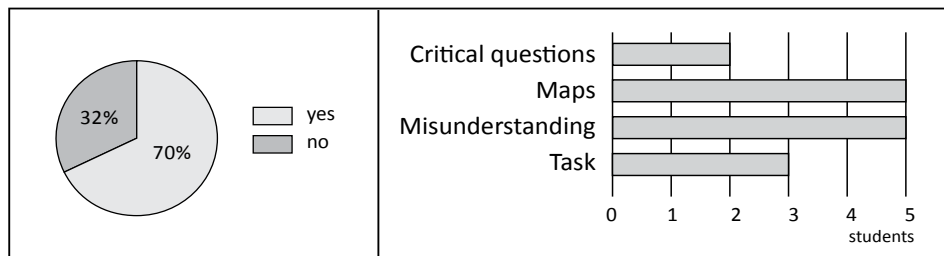 32%
70%
yes
no
Critical questions
Maps
Misunderstanding
Task
0 1 2 3 4 5
students